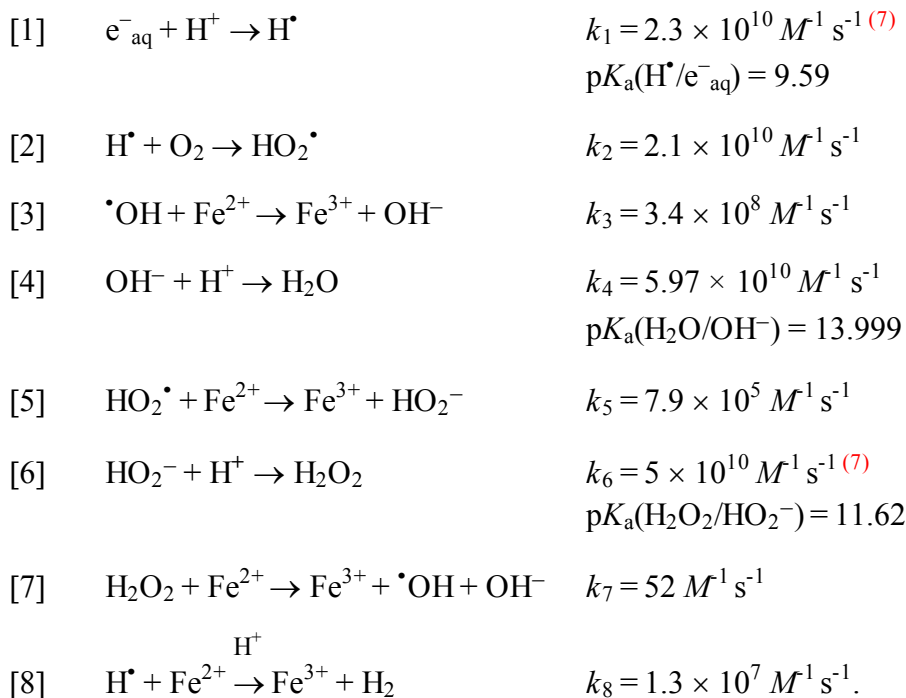 [1] e⁻aq + H⁺ → H• k₁ = 2.3 × 10¹⁰ M⁻¹ s⁻¹ ⁽⁷⁾
pKₐ(H•/e⁻aq) = 9.59
[2] H• + O₂ → HO₂• k₂ = 2.1 × 10¹⁰ M⁻¹ s⁻¹
[3] •OH + Fe²⁺ → Fe³⁺ + OH⁻ k₃ = 3.4 × 10⁸ M⁻¹ s⁻¹
[4] OH⁻ + H⁺ → H₂O k₄ = 5.97 × 10¹⁰ M⁻¹ s⁻¹
pKₐ(H₂O/OH⁻) = 13.999
[5] HO₂• + Fe²⁺ → Fe³⁺ + HO₂⁻ k₅ = 7.9 × 10⁵ M⁻¹ s⁻¹
[6] HO₂⁻ + H⁺ → H₂O₂ k₆ = 5 × 10¹⁰ M⁻¹ s⁻¹ ⁽⁷⁾
pKₐ(H₂O₂/HO₂⁻) = 11.62
[7] H₂O₂ + Fe²⁺ → Fe³⁺ + •OH + OH⁻ k₇ = 52 M⁻¹ s⁻¹
H⁺
[8] H• + Fe²⁺ → Fe³⁺ + H₂ k₈ = 1.3 × 10⁷ M⁻¹ s⁻¹.